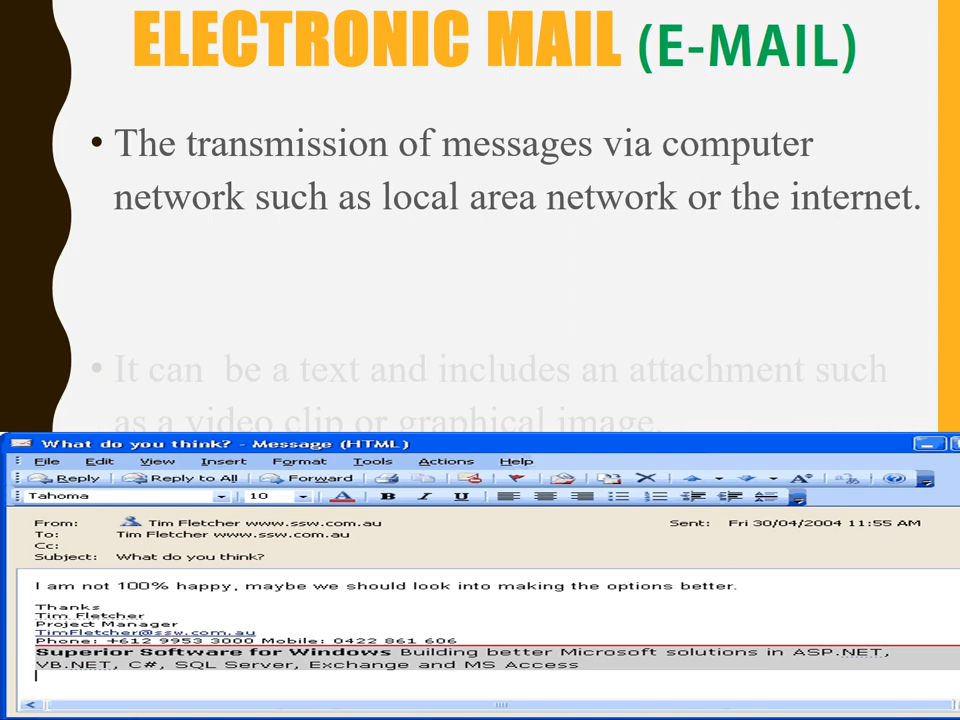 ELECTRONIC MAIL (E-MAIL)
• The transmission of messages via computer
network such as local area network or the internet.
• It can be a text and includes an attachment such
as a video clip or graphical image.
What do you think? - Message (HTML)
File Edit View Insert Format Tools Actions Help
Reply Reply to All Forward
Tahoma 10 A B I U
From: Tim Fletcher www.ssw.com.au Sent: Fri 30/04/2004 11:55 AM
To: Tim Fletcher www.ssw.com.au
Cc:
Subject: What do you think?
I am not 100% happy, maybe we should look into making the options better.
Thanks
Tim Fletcher
Project Manager
TimFletcher@ssw.com.au
Phone: +612 9953 3000 Mobile: 0422 861 606
Superior Software for Windows Building better Microsoft solutions in ASP.NET,
VB.NET, C#, SQL Server, Exchange and MS Access